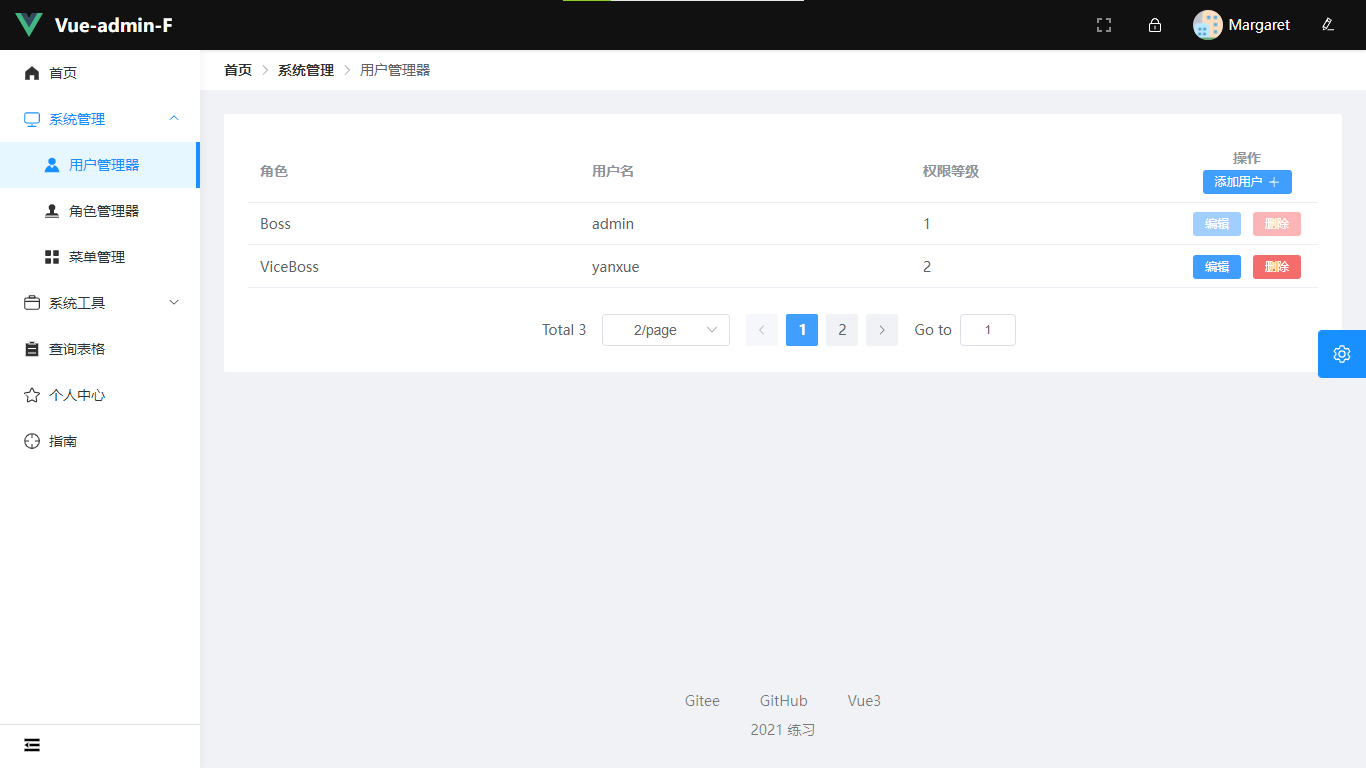 Vue-admin-F
Margaret
首页
系统管理
用户管理器
角色管理器
菜单管理
系统工具
查询表格
个人中心
指南
首页 系统管理 用户管理器
角色 用户名 权限等级 操作
添加用户
Boss admin 1 编辑 删除
ViceBoss yanxue 2 编辑 删除
Total 3 2/page 1 2 Go to 1
Gitee GitHub Vue3
2021 练习